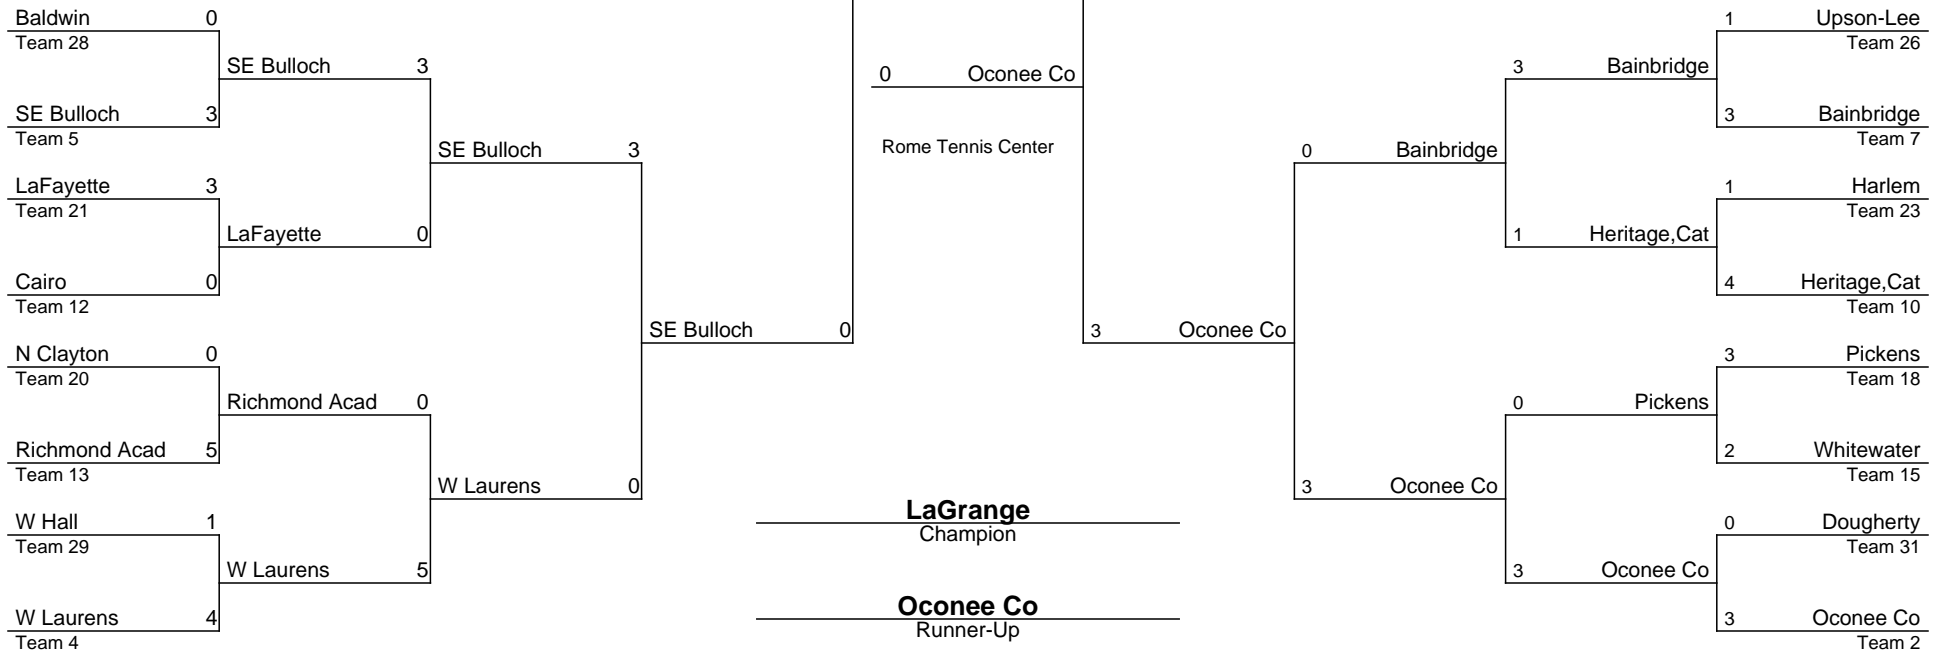 Baldwin 0
Team 28
SE Bulloch 3
SE Bulloch 3
Team 5
SE Bulloch 3
LaFayette 3
Team 21
LaFayette 0
Cairo 0
Team 12
SE Bulloch 0
N Clayton 0
Team 20
Richmond Acad 0
Richmond Acad 5
Team 13
W Laurens 0
W Hall 1
Team 29
W Laurens 5
W Laurens 4
Team 4
0 Oconee Co
Rome Tennis Center
LaGrange
Champion
Oconee Co
Runner-Up
1 Upson-Lee
Team 26
3 Bainbridge
3 Bainbridge
Team 7
0 Bainbridge
1 Harlem
Team 23
1 Heritage,Cat
4 Heritage,Cat
Team 10
3 Oconee Co
3 Pickens
Team 18
0 Pickens
2 Whitewater
Team 15
3 Oconee Co
0 Dougherty
Team 31
3 Oconee Co
3 Oconee Co
Team 2